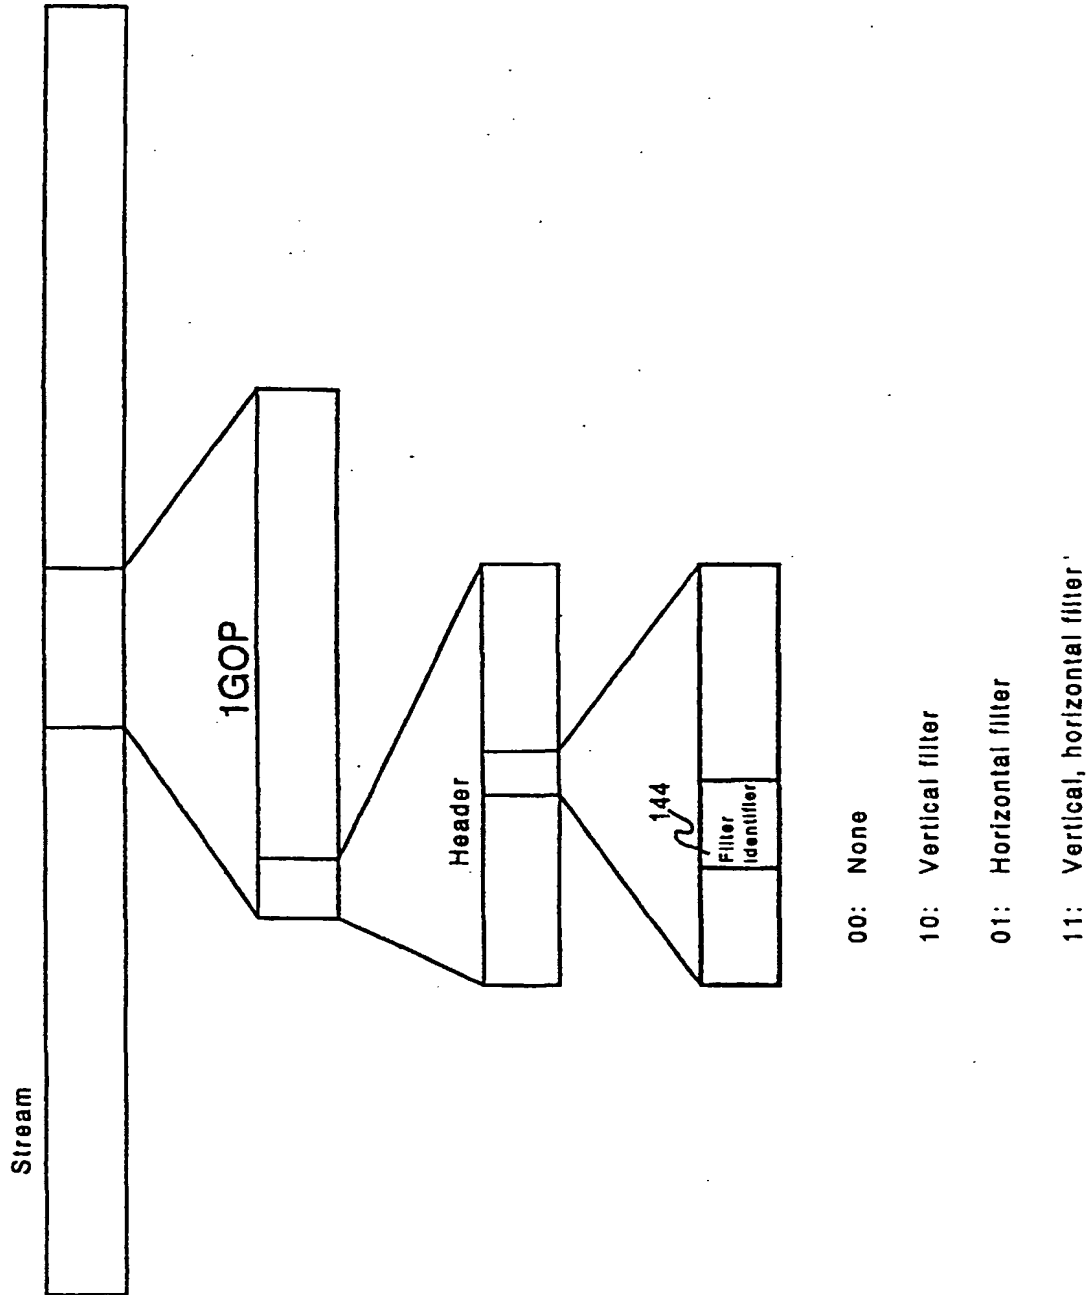 Stream
1GOP
Header
144
Filter
identifier
00: None
10: Vertical filter
01: Horizontal filter
11: Vertical, horizontal filter